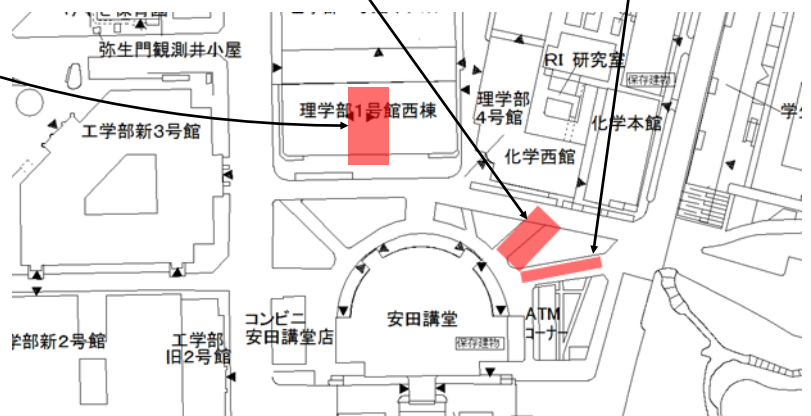 弥生門観測井小屋
RI 研究室
保存建物
理学部1号館西棟
理学部
4号館
化学本館
工学部新3号館
化学西館
コンビニ
安田講堂店
安田講堂
ATM
コーナー
保存建物
学部新2号館
工学部
旧2号館